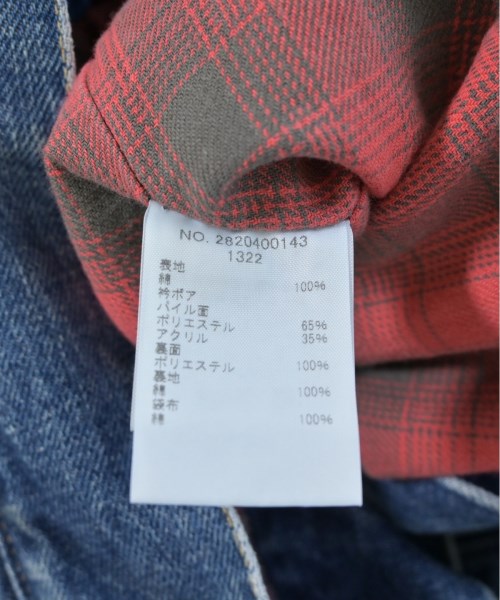 NO. 2820400143
1322
表地
綿 100%
衿ボア
パイル面
ポリエステル 65%
アクリル 35%
裏面
ポリエステル 100%
裏地
綿 100%
袋布
綿 100%